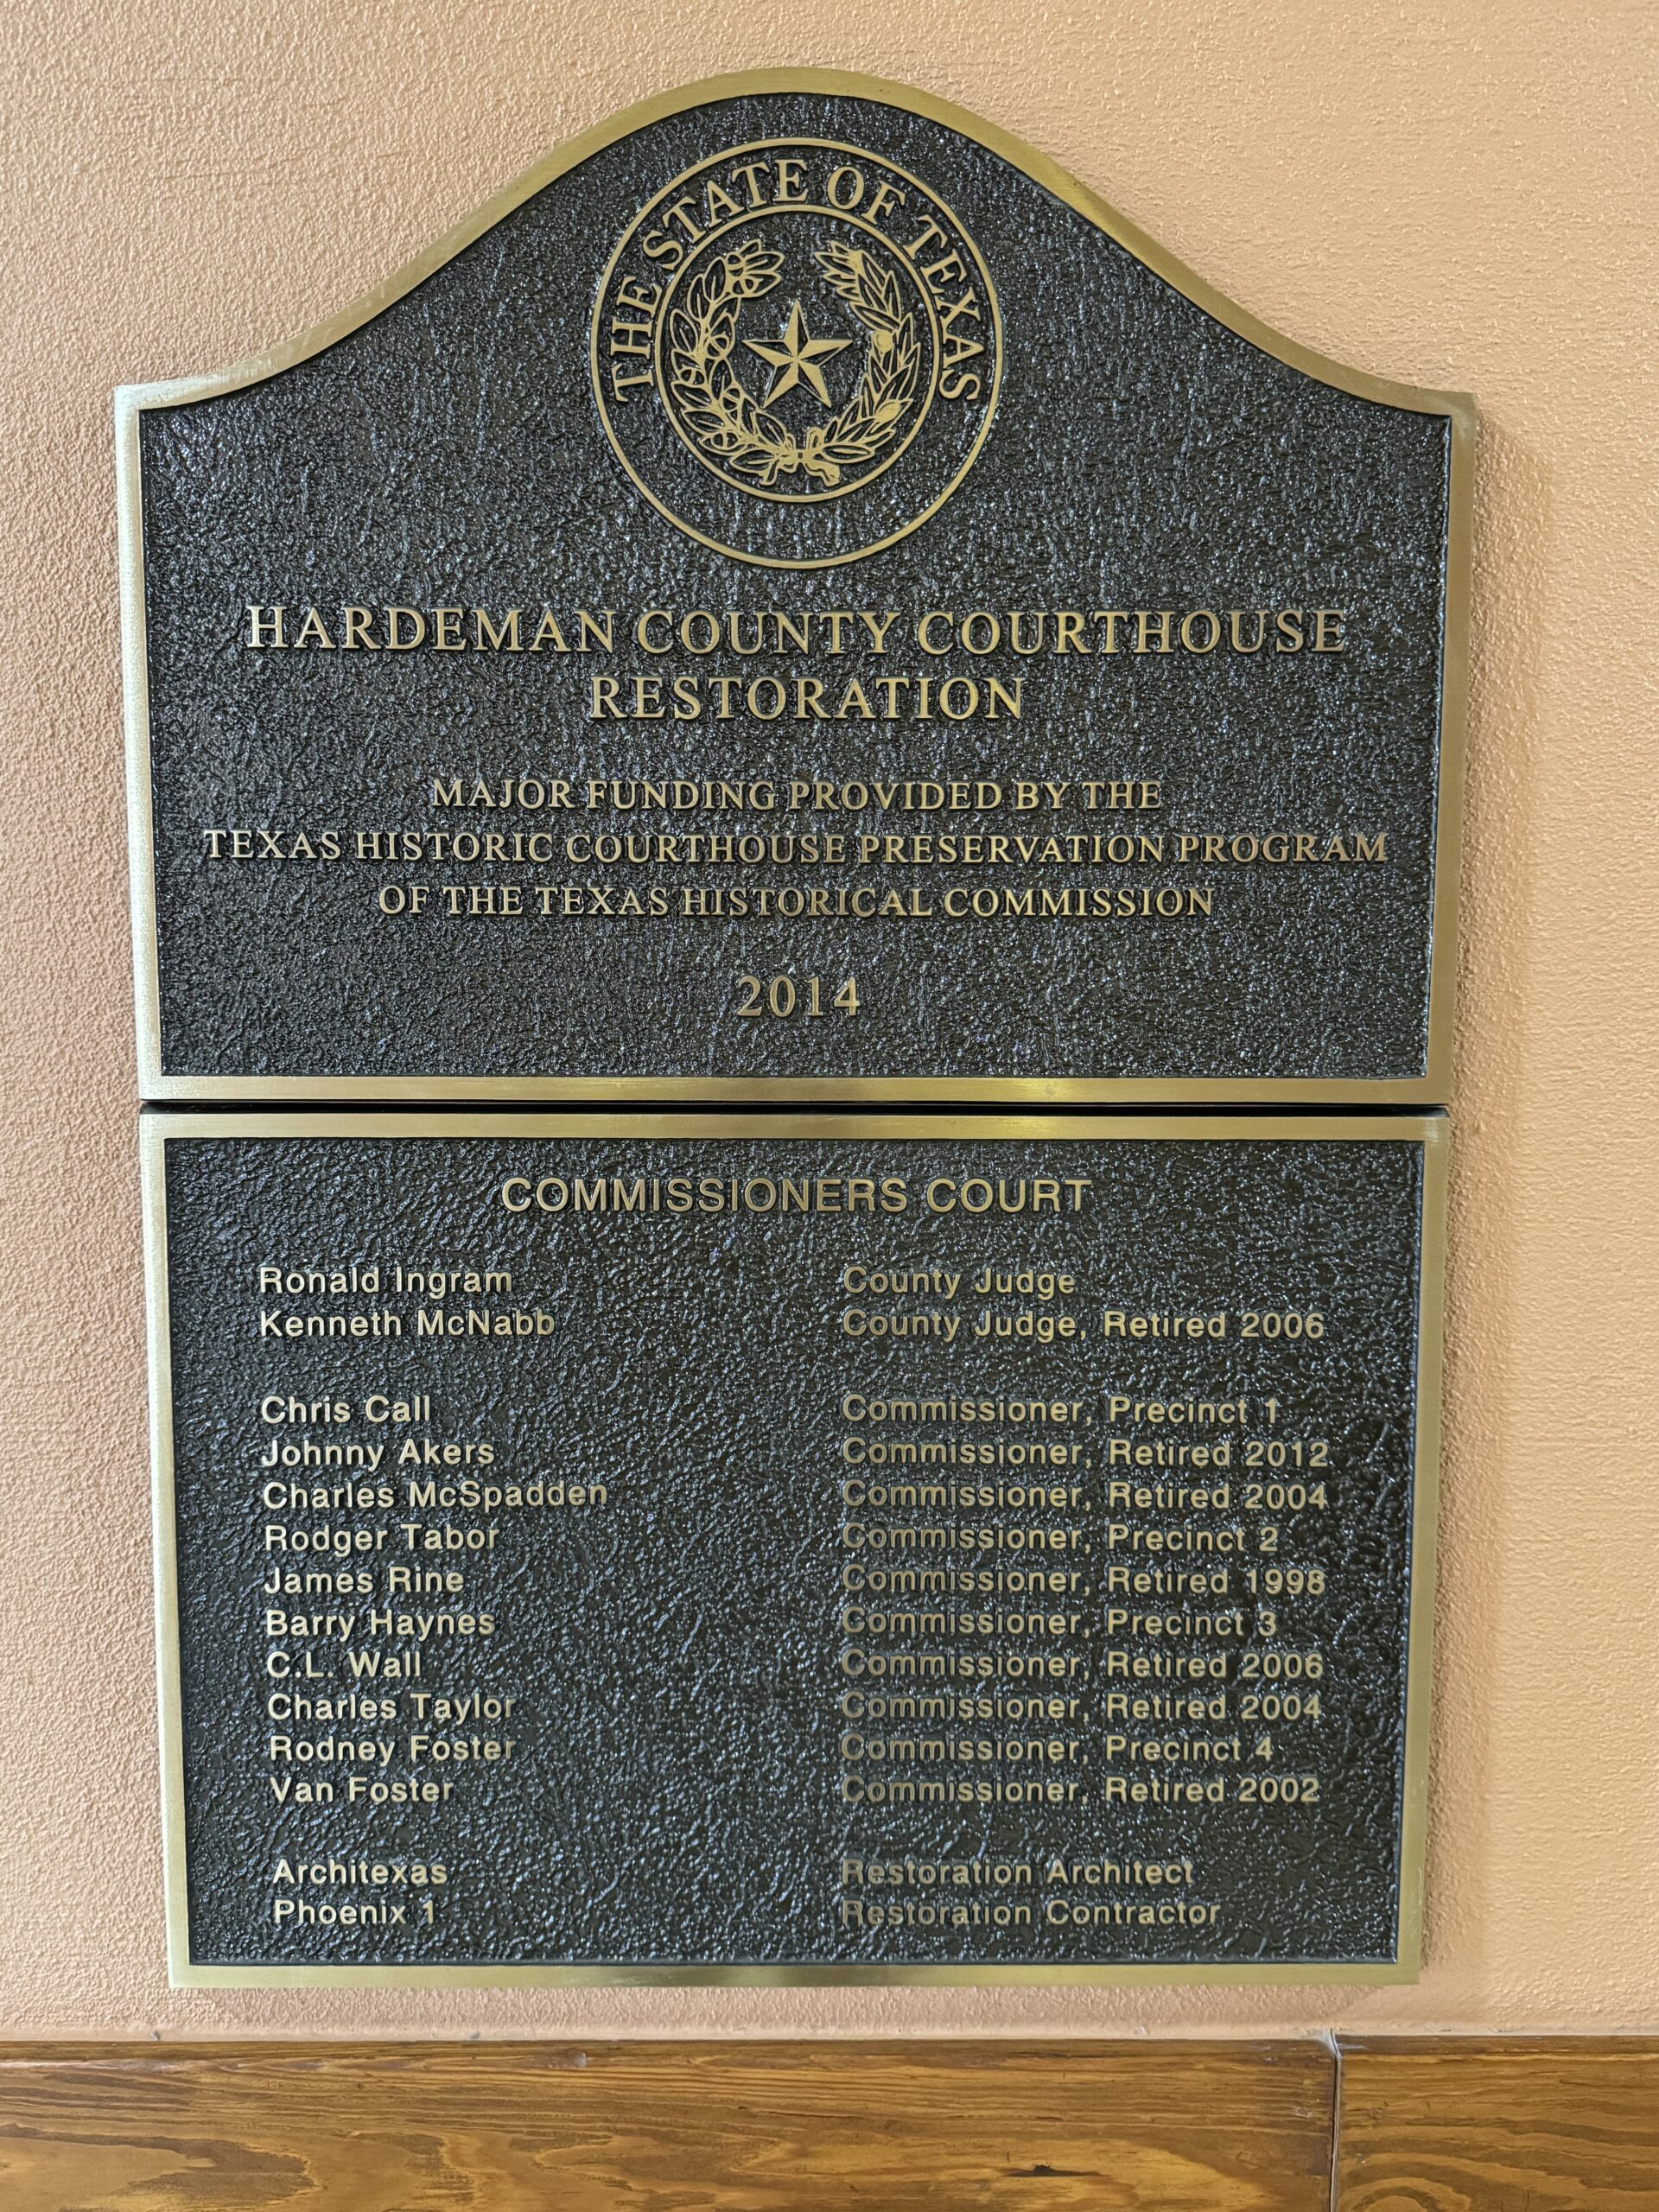 THE STATE OF TEXAS
HARDEMAN COUNTY COURTHOUSE
RESTORATION
MAJOR FUNDING PROVIDED BY THE
TEXAS HISTORIC COURTHOUSE PRESERVATION PROGRAM
OF THE TEXAS HISTORICAL COMMISSION
2014
COMMISSIONERS COURT
Ronald Ingram County Judge
Kenneth McNabb County Judge, Retired 2006
Chris Call Commissioner, Precinct 1
Johnny Akers Commissioner, Retired 2012
Charles McSpadden Commissioner, Retired 2004
Rodger Tabor Commissioner, Precinct 2
James Rine Commissioner, Retired 1998
Barry Haynes Commissioner, Precinct 3
C.L. Wall Commissioner, Retired 2006
Charles Taylor Commissioner, Retired 2004
Rodney Foster Commissioner, Precinct 4
Van Foster Commissioner, Retired 2002
Architexas Restoration Architect
Phoenix 1 Restoration Contractor